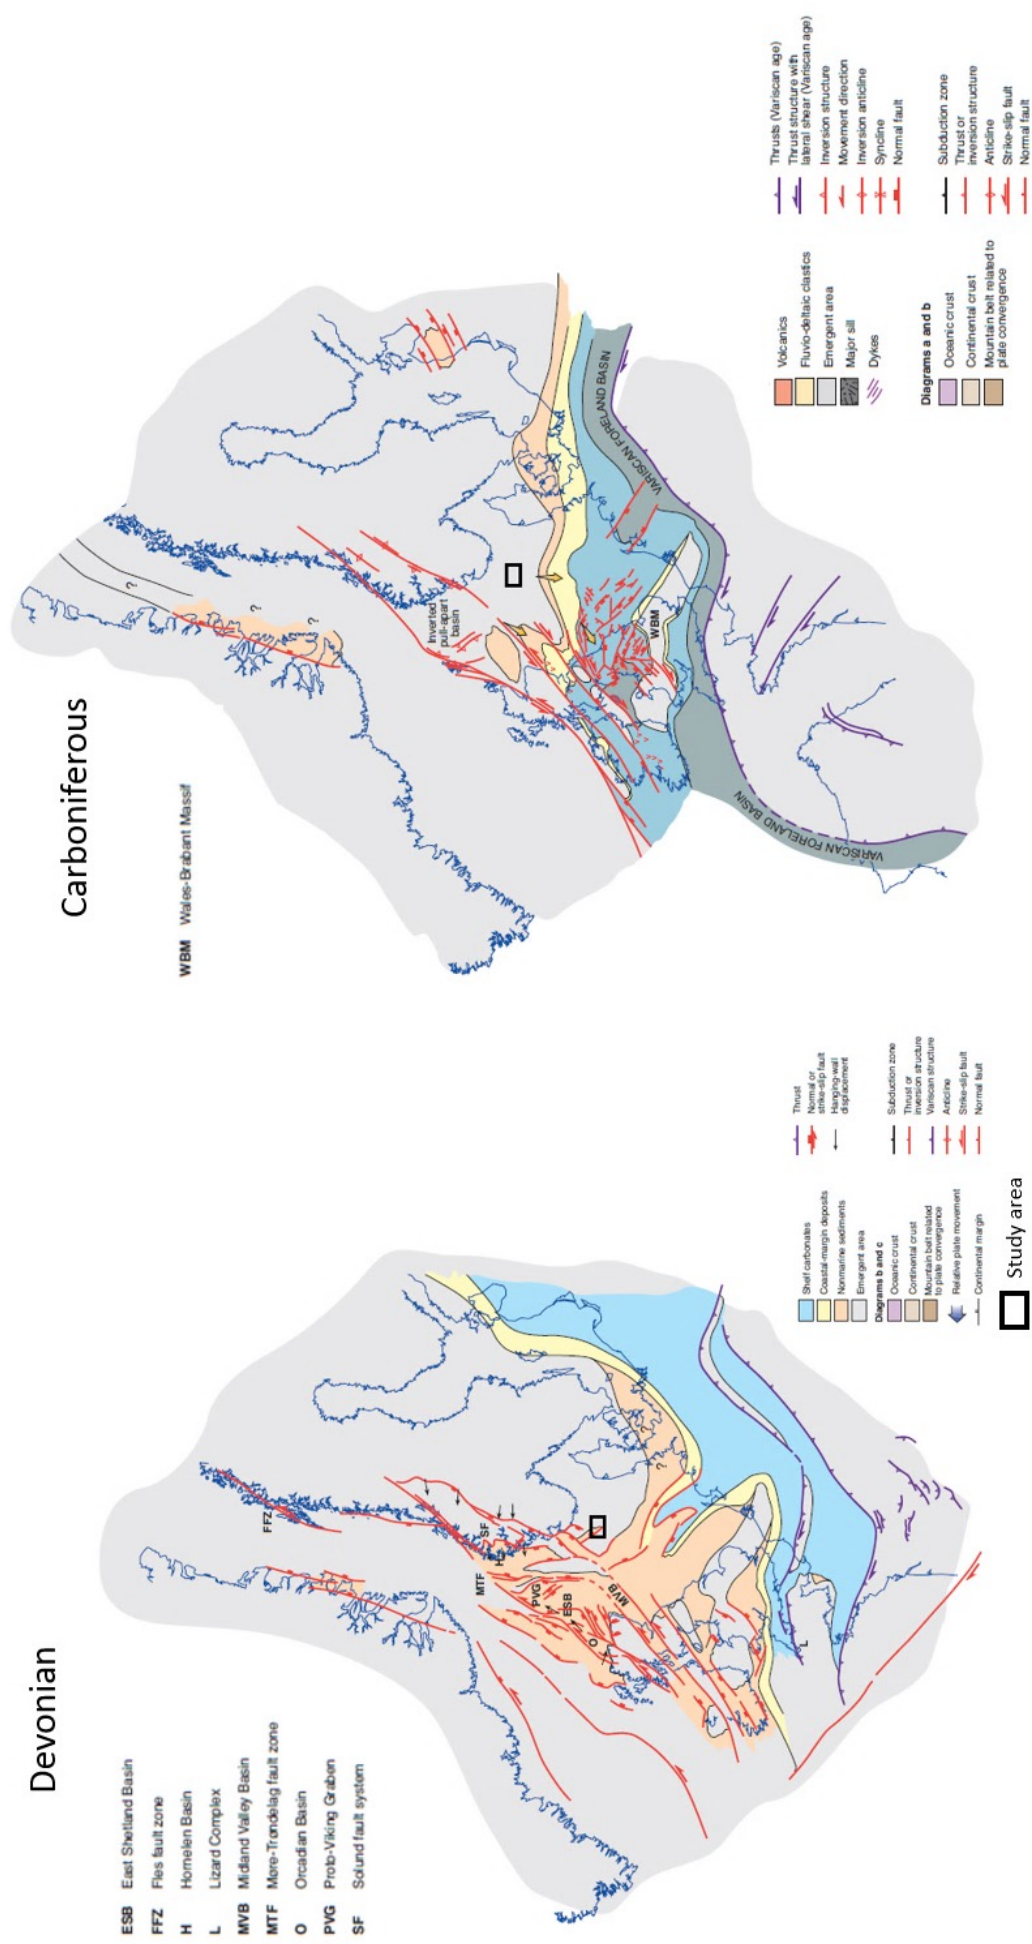 Devonian
ESB East Shetland Basin
FFZ Fles fault zone
H Hornelen Basin
L Lizard Complex
MVB Midland Valley Basin
MTF Møre-Trøndelag fault zone
O Orcadian Basin
PVG Proto-Viking Graben
SF Solund fault system
FFZ
SF
H
MTF
PVG
ESB
MVB
O
?
L
Shelf carbonates
Coastal-margin deposits
Nonmarine sediments
Emergent area
Diagrams b and c
Oceanic crust
Continental crust
Mountain belt related
to plate convergence
Relative plate movement
Continental margin
Thrust
Normal or
strike-slip fault
Hanging-wall
displacement
Subduction zone
Thrust or
inversion structure
Variscan structure
Anticline
Strike-slip fault
Normal fault
Study area
Carboniferous
WBM Wales-Brabant Massif
?
?
?
Inverted
pull-apart
basin
WBM
VARISCAN FORELAND BASIN
VARISCAN FORELAND BASIN
Volcanics
Fluvio-deltaic clastics
Emergent area
Major sill
Dykes
Diagrams a and b
Oceanic crust
Continental crust
Mountain belt related to
plate convergence
Thrusts (Variscan age)
Thrust structure with
lateral shear (Variscan age)
Inversion structure
Movement direction
Inversion anticline
Syncline
Normal fault
Subduction zone
Thrust or
inversion structure
Anticline
Strike-slip fault
Normal fault